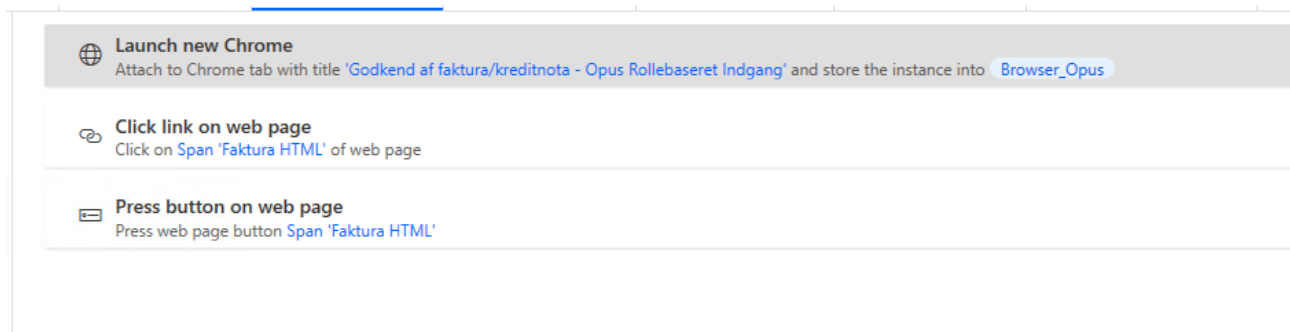 Launch new Chrome
Attach to Chrome tab with title 'Godkend af faktura/kreditnota - Opus Rollebaseret Indgang' and store the instance into Browser_Opus
Click link on web page
Click on Span 'Faktura HTML' of web page
Press button on web page
Press web page button Span 'Faktura HTML'